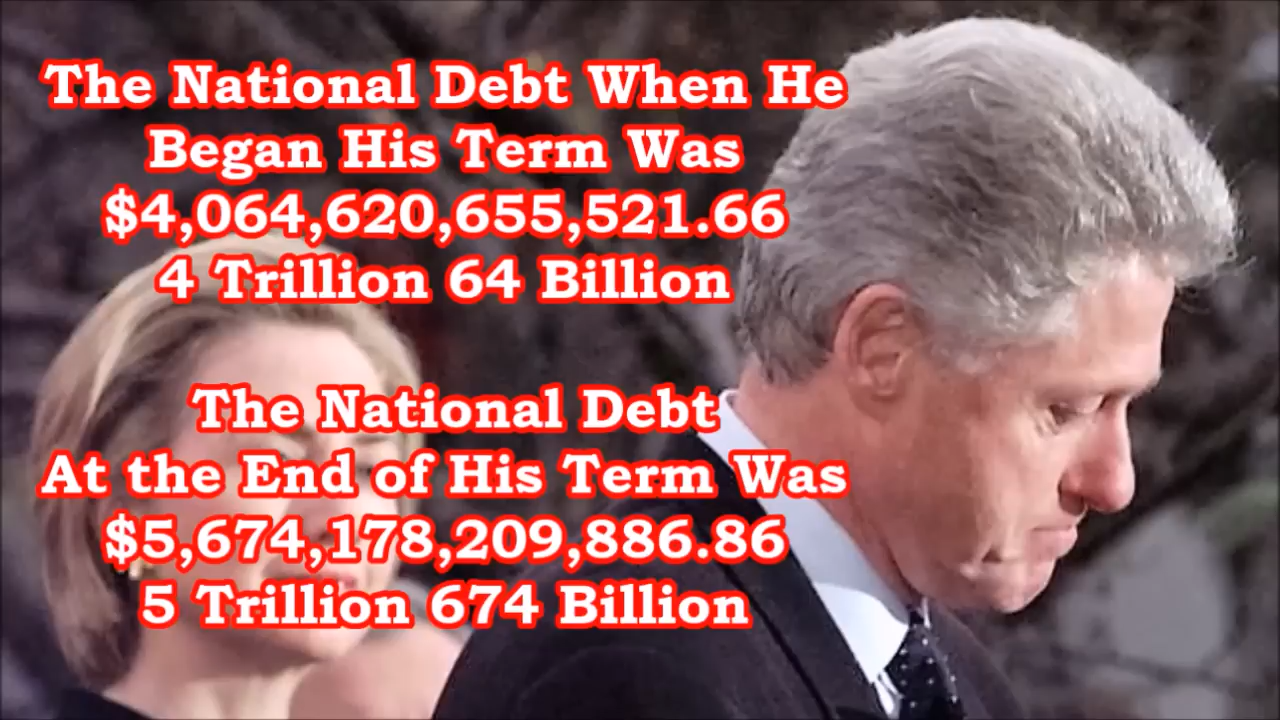 The National Debt When He
Began His Term Was
$4,064,620,655,521.66
4 Trillion 64 Billion
The National Debt
At the End of His Term Was
$5,674,178,209,886.86
5 Trillion 674 Billion